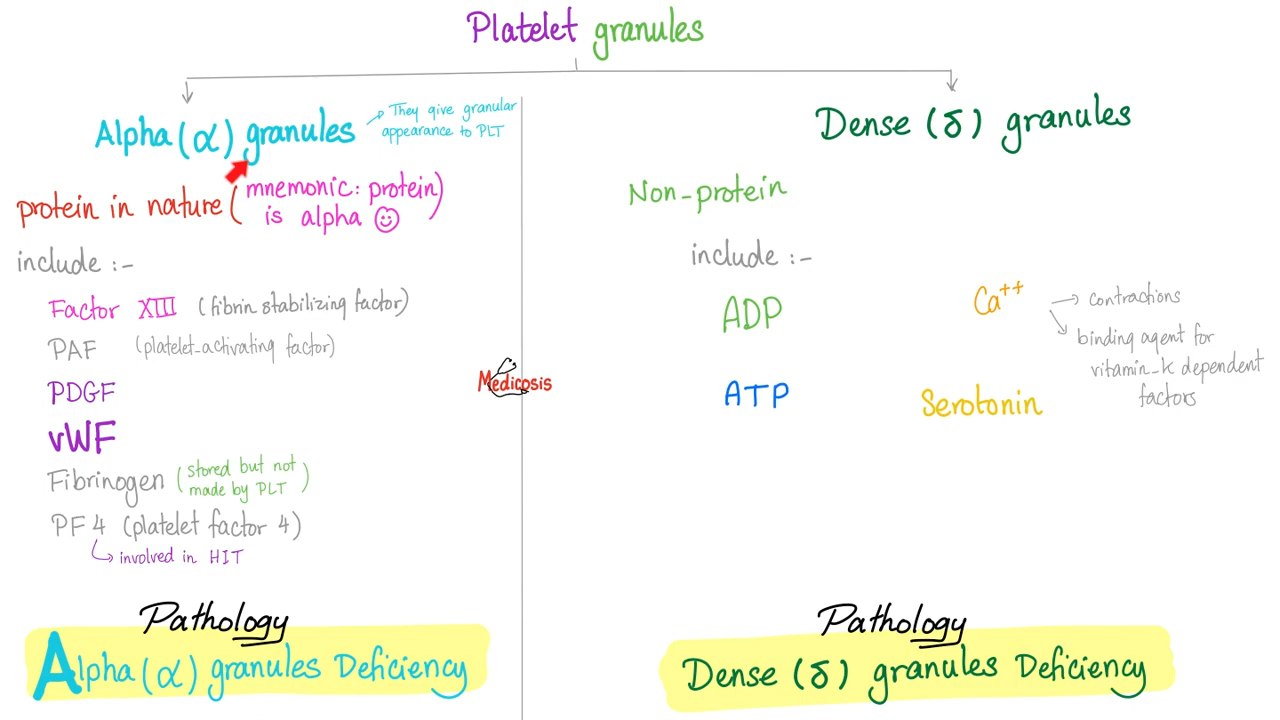 Platelet granules
Alpha (α) granules
They give granular
appearance to PLT
protein in nature (mnemonic: protein)
is alpha
include :-
Factor XIII (fibrin stabilizing factor)
PAF (platelet-activating factor)
PDGF
vWF
Fibrinogen (stored but not
made by PLT)
PF4 (platelet factor 4)
involved in HIT
Pathology
Alpha (α) granules Deficiency
Medicosis
Dense (δ) granules
Non-protein
include :-
ADP
Ca++
contractions
binding agent for
vitamin-k dependent
factors
ATP
Serotonin
Pathology
Dense (δ) granules Deficiency